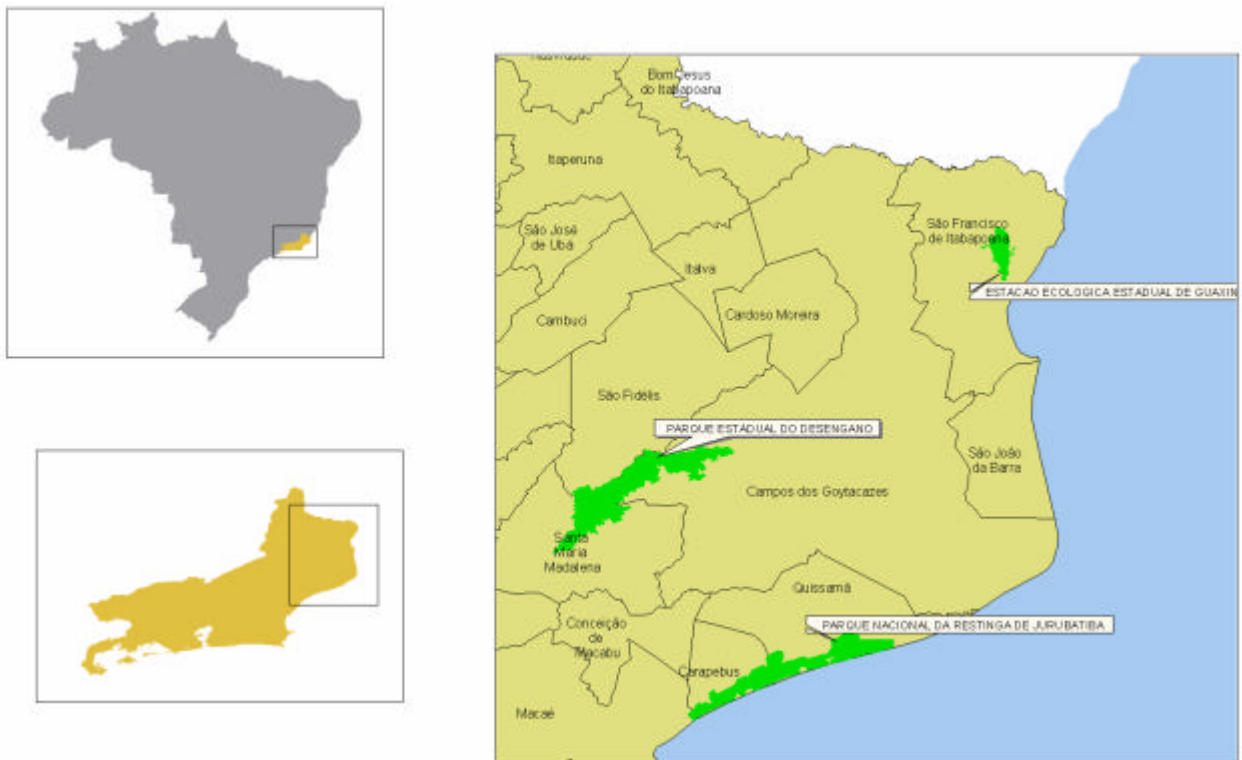 Bom Jesus
do Itabapoana
Itaperuna
São Francisco
de Itabapoana
São José
de Ubá
Italva
ESTACAO ECOLOGICA ESTADUAL DE GUAXIN
Cardoso Moreira
Cambuci
São Fidélis
PARQUE ESTADUAL DO DESENGANO
São João
da Barra
Campos dos Goytacazes
Santa
Maria
Madalena
Quissamã
Conceição
de
Macabu
PARQUE NACIONAL DA RESTINGA DE JURUBATIBA
Carapebus
Macaé